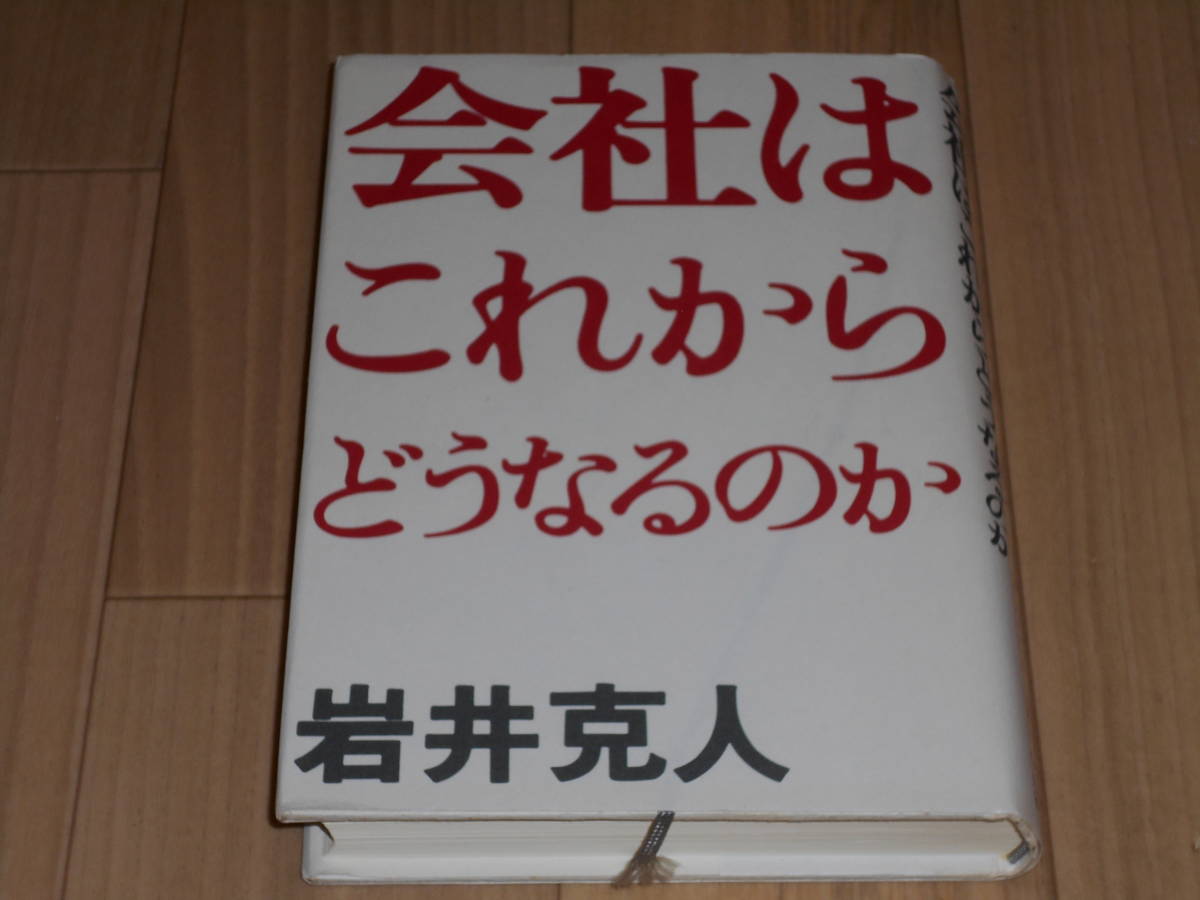 会社は
これから
どうなるのか
岩井克人